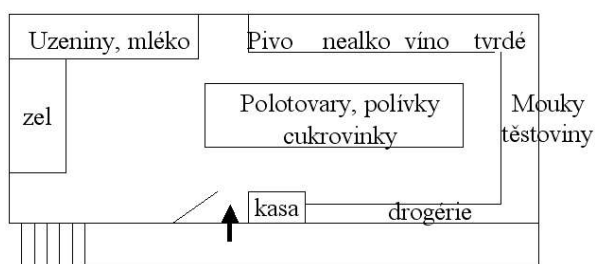 Uzeniny, mléko
Pivo nealko víno tvrdé
zel
Polotovary, polívky
cukrovinky
Mouky
těstoviny
kasa
drogérie